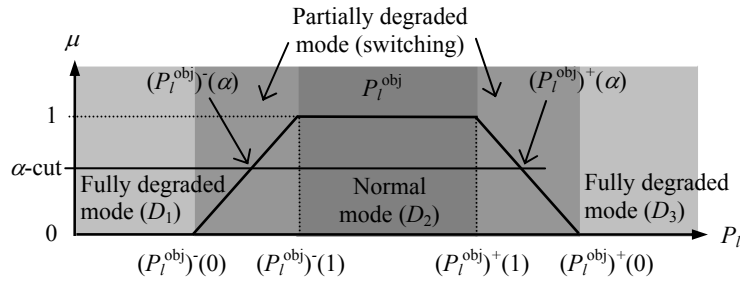 Partially degraded
mode (switching)
μ
(P_l^obj)^-(α)
P_l^obj
(P_l^obj)^+(α)
1
α-cut
Fully degraded
mode (D_1)
Normal
mode (D_2)
Fully degraded
mode (D_3)
0
P_l
(P_l^obj)^-(0) (P_l^obj)^-(1) (P_l^obj)^+(1) (P_l^obj)^+(0)